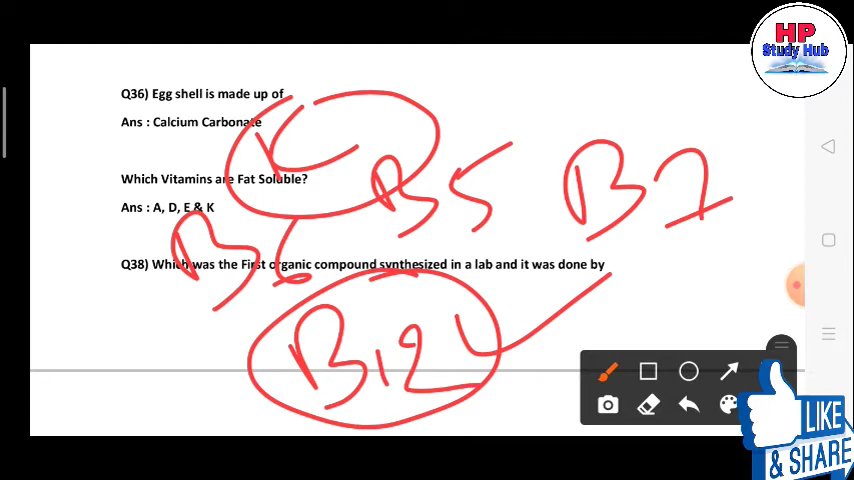 HP
Study Hub
Q36) Egg shell is made up of
Ans : Calcium Carbonate
K
Which Vitamins are Fat Soluble?
B5
B7
Ans : A, D, E & K
B6
Q38) Which was the First organic compound synthesized in a lab and it was done by
B12
LIKE
& SHARE